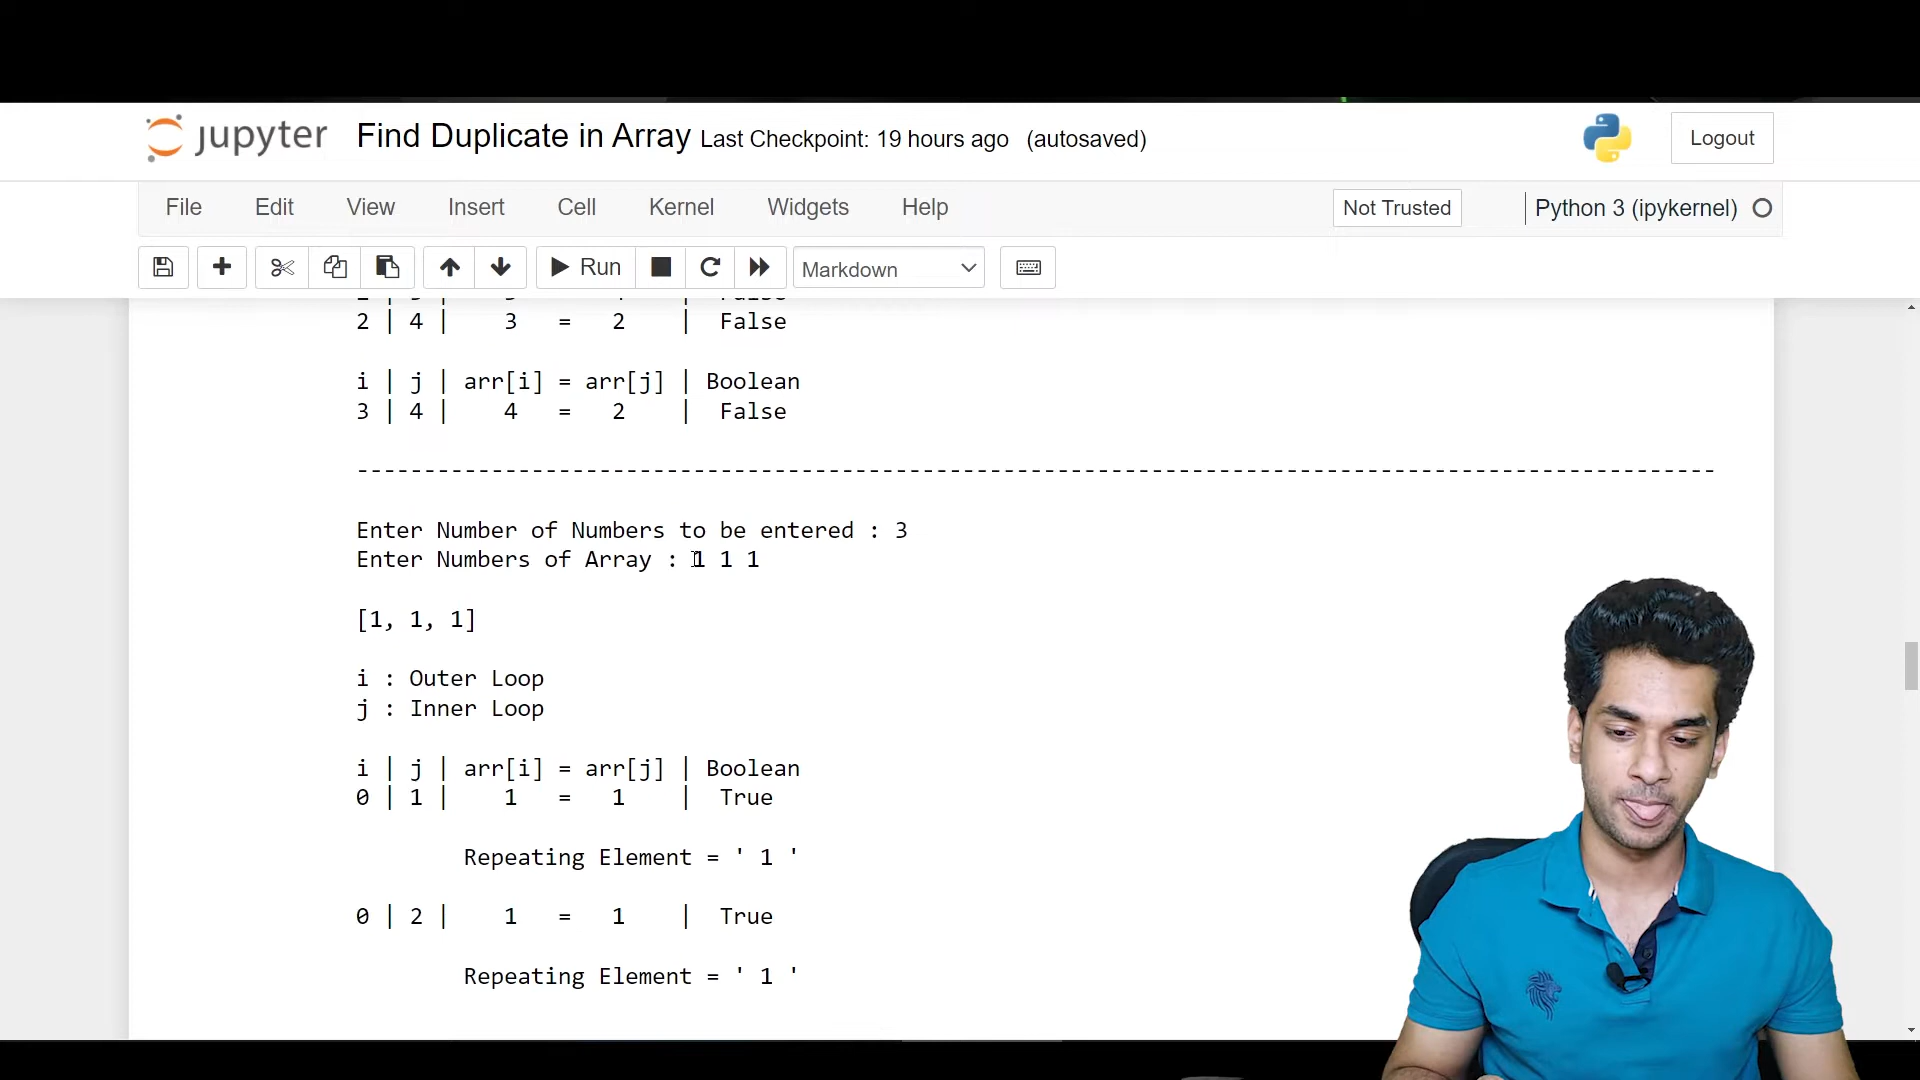 jupyter Find Duplicate in Array Last Checkpoint: 19 hours ago (autosaved) Logout
File Edit View Insert Cell Kernel Widgets Help Not Trusted Python 3 (ipykernel)
Run Markdown
2 | 4 | 3 = 2 | False
i | j | arr[i] = arr[j] | Boolean
3 | 4 | 4 = 2 | False
-----------------------------------------------------------------------------------------------------
Enter Number of Numbers to be entered : 3
Enter Numbers of Array : 1 1 1
[1, 1, 1]
i : Outer Loop
j : Inner Loop
i | j | arr[i] = arr[j] | Boolean
0 | 1 | 1 = 1 | True
Repeating Element = ' 1 '
0 | 2 | 1 = 1 | True
Repeating Element = ' 1 '